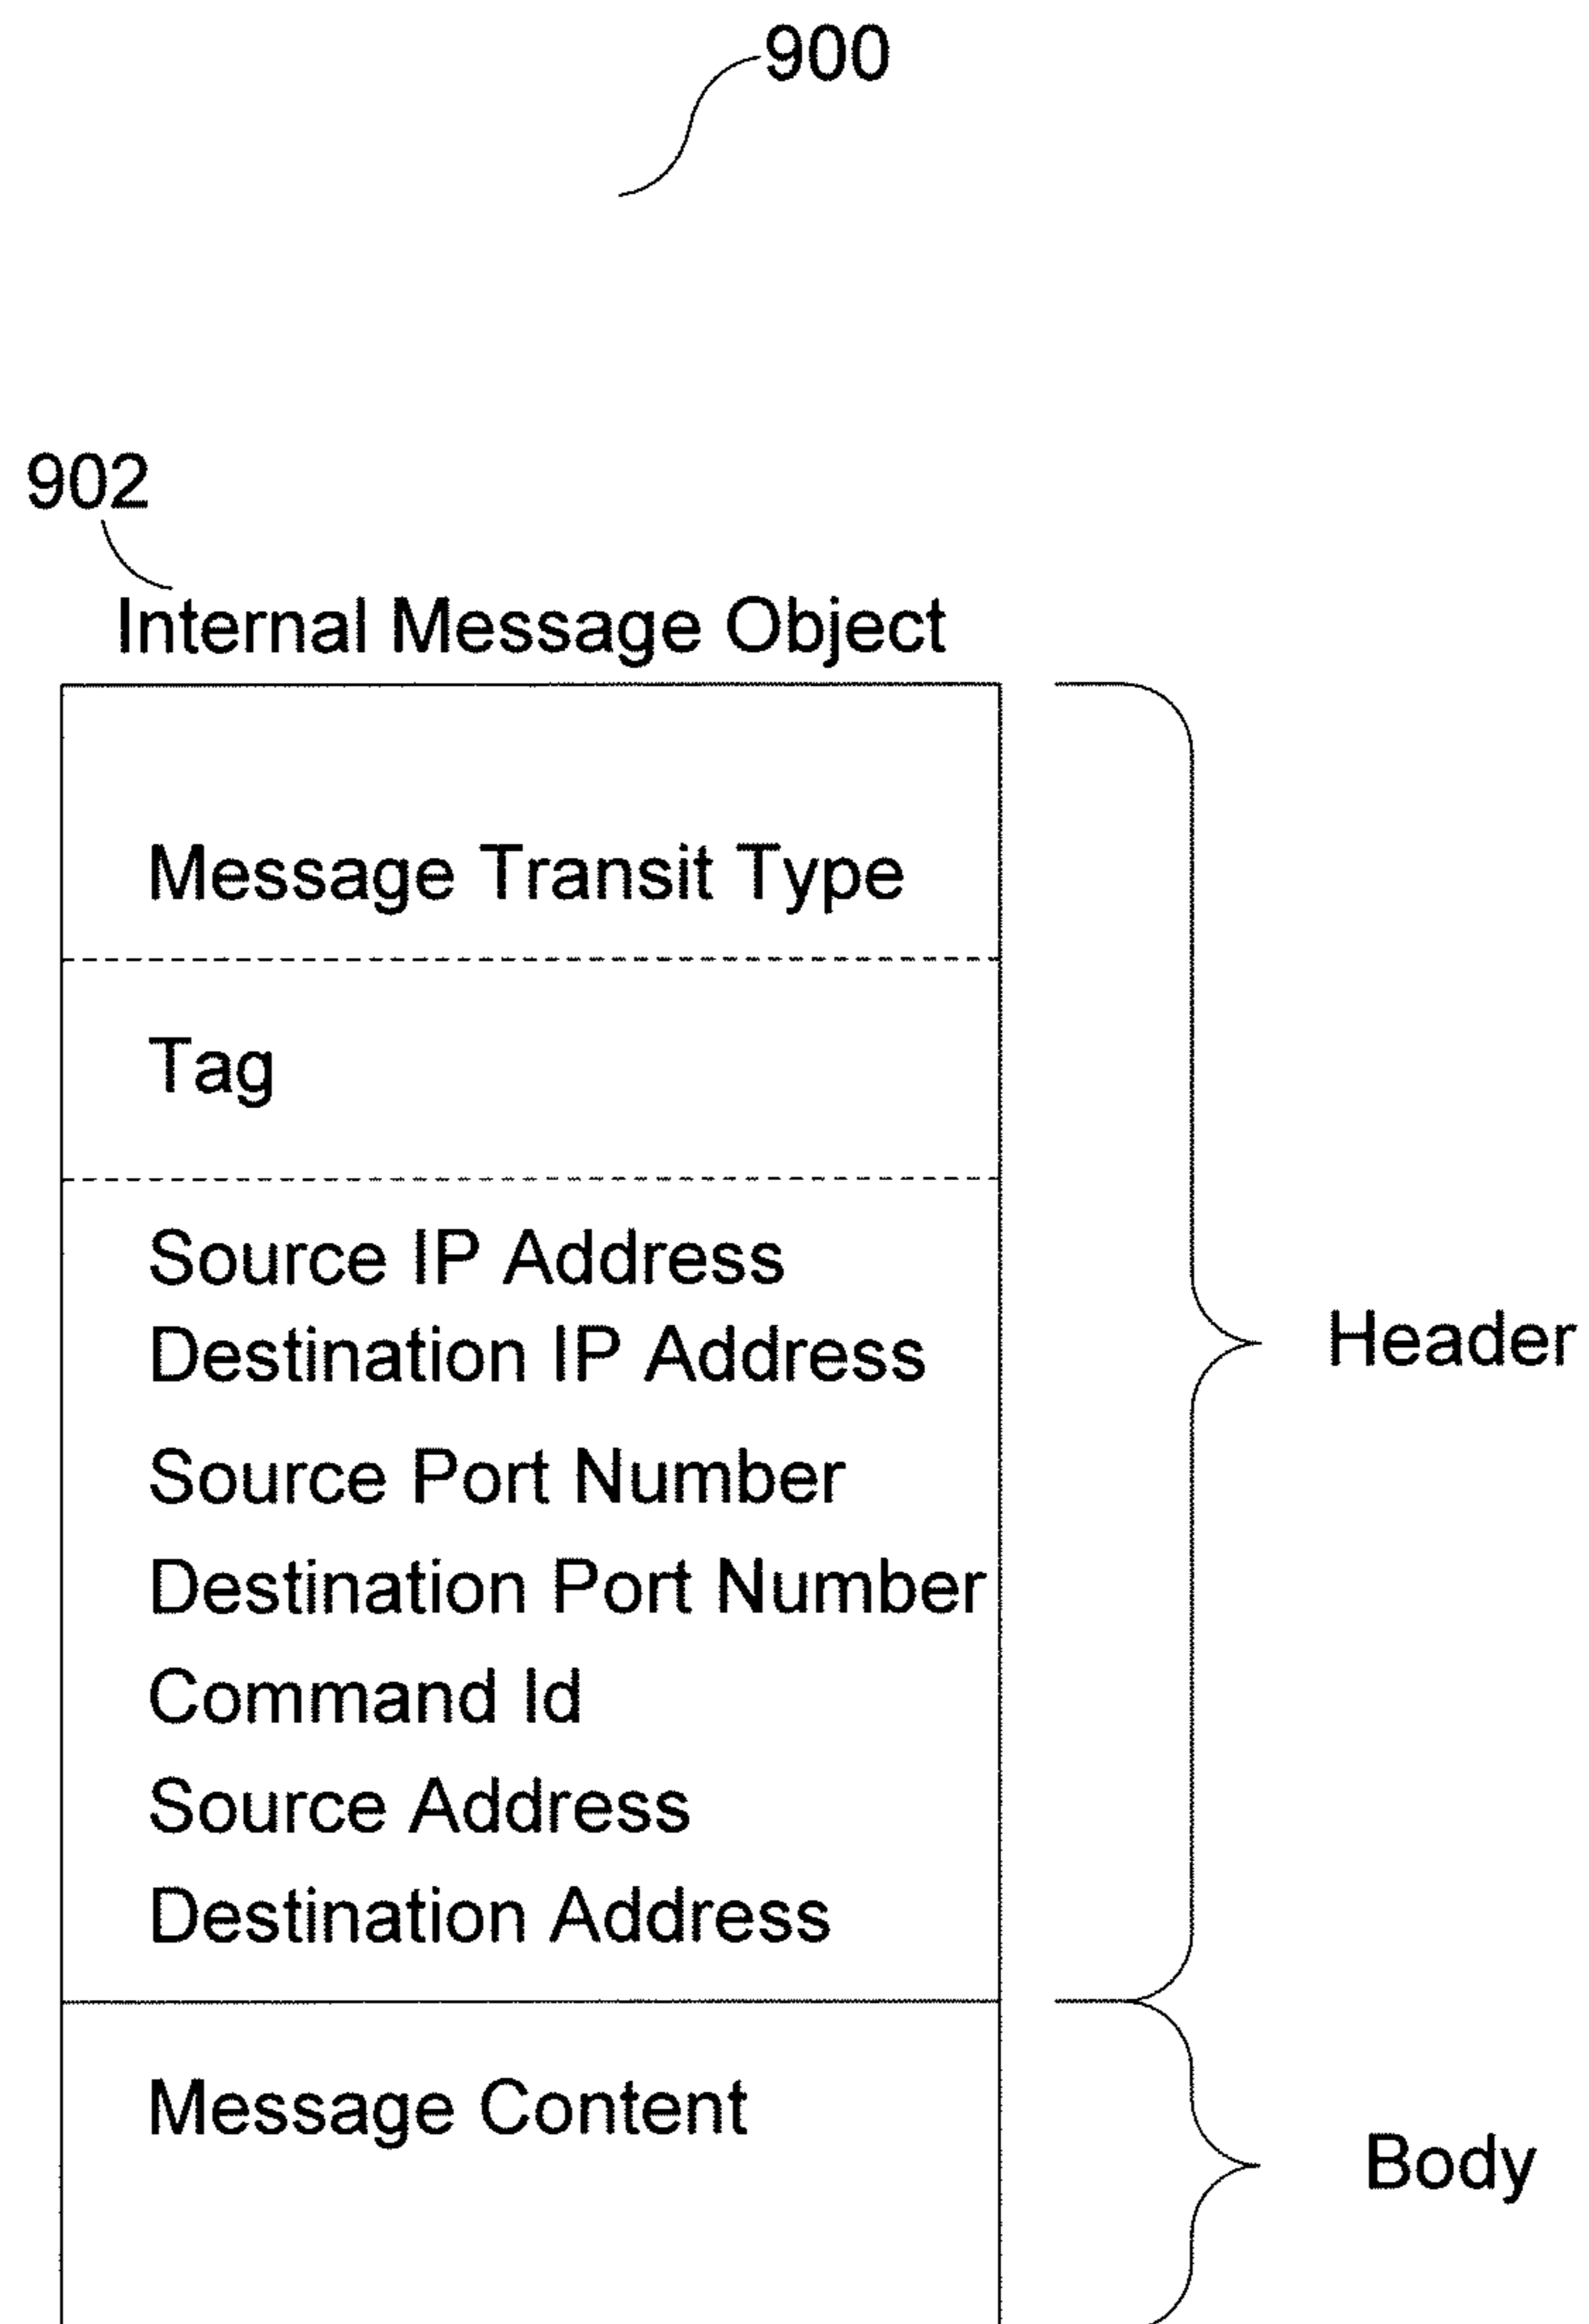 900
902
Internal Message Object
Message Transit Type
Tag
Source IP Address
Destination IP Address
Source Port Number
Destination Port Number
Command Id
Source Address
Destination Address
Header
Message Content
Body